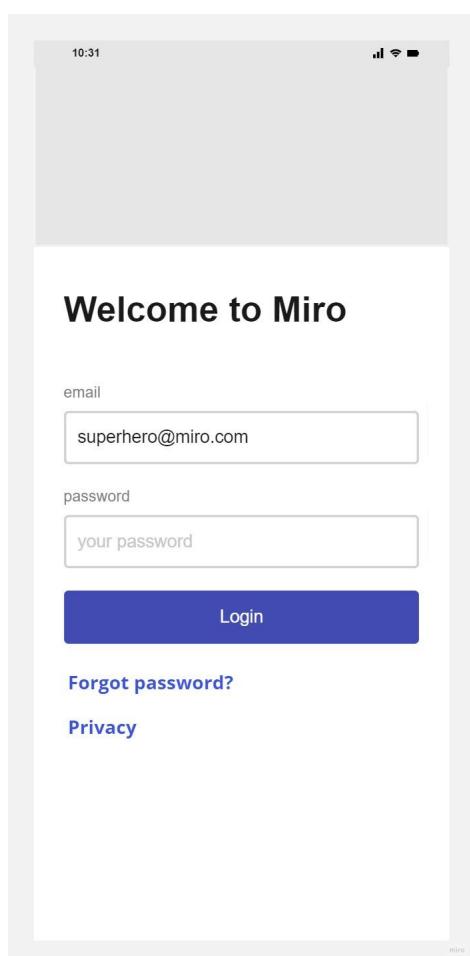 10:31
Welcome to Miro
email
superhero@miro.com
password
your password
Login
Forgot password?
Privacy
miro